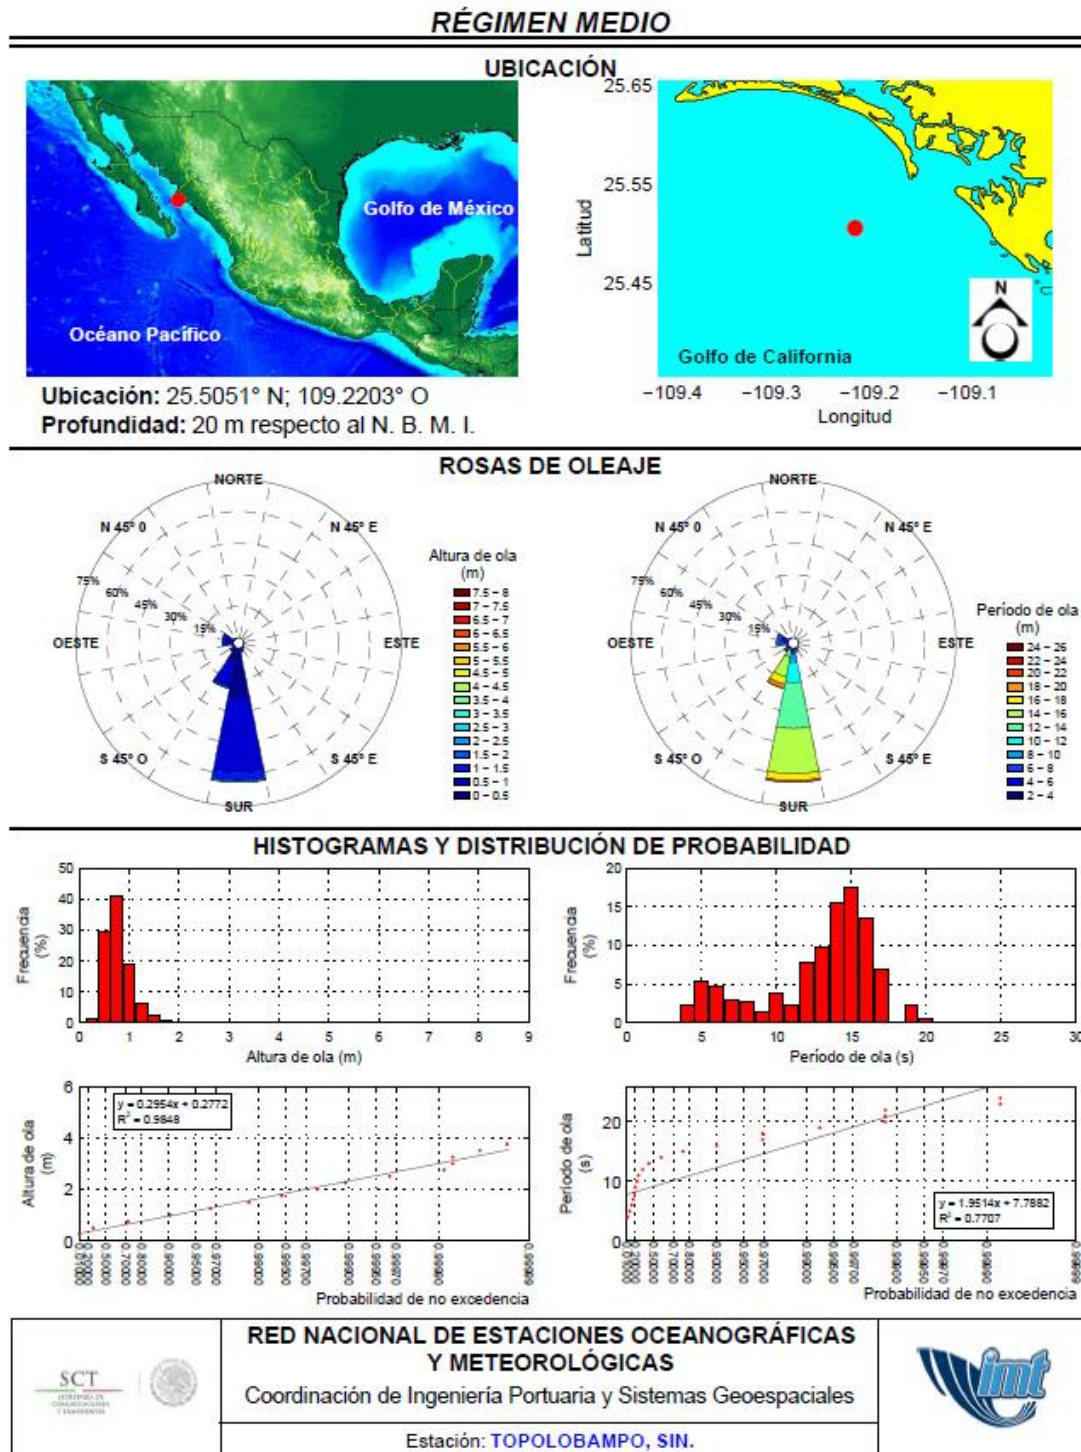 RÉGIMEN MEDIO
UBICACIÓN
Golfo de México
Océano Pacífico
25.65
25.55
25.45
Latitud
N
Golfo de California
−109.4 −109.3 −109.2 −109.1
Longitud
Ubicación: 25.5051° N; 109.2203° O
Profundidad: 20 m respecto al N. B. M. I.
ROSAS DE OLEAJE
NORTE
N 45° 0
N 45° E
75%
60%
45%
30%
15%
OESTE
ESTE
S 45° O
S 45° E
SUR
Altura de ola
(m)
7.5 – 8
7 – 7.5
6.5 – 7
6 – 6.5
5.5 – 6
5 – 5.5
4.5 – 5
4 – 4.5
3.5 – 4
3 – 3.5
2.5 – 3
2 – 2.5
1.5 – 2
1 – 1.5
0.5 – 1
0 – 0.5
NORTE
N 45° 0
N 45° E
75%
60%
45%
30%
15%
OESTE
ESTE
S 45° O
S 45° E
SUR
Período de ola
(m)
24 – 26
22 – 24
20 – 22
18 – 20
16 – 18
14 – 16
12 – 14
10 – 12
8 – 10
6 – 8
4 – 6
2 – 4
HISTOGRAMAS Y DISTRIBUCIÓN DE PROBABILIDAD
50
40
30
20
10
0
Frecuencia
(%)
0 1 2 3 4 5 6 7 8 9
Altura de ola (m)
20
15
10
5
0
Frecuencia
(%)
0 5 10 15 20 25 30
Período de ola (s)
6
4
2
0
Altura de ola
(m)
y = 0.2954x + 0.2772
R² = 0.9848
Probabilidad de no excedencia
20
10
0
Período de ola
(s)
y = 1.9514x + 7.7882
R² = 0.7707
Probabilidad de no excedencia
SCT
SECRETARÍA DE
COMUNICACIONES
Y TRANSPORTES
RED NACIONAL DE ESTACIONES OCEANOGRÁFICAS
Y METEOROLÓGICAS
Coordinación de Ingeniería Portuaria y Sistemas Geoespaciales
Estación: TOPOLOBAMPO, SIN.
imt